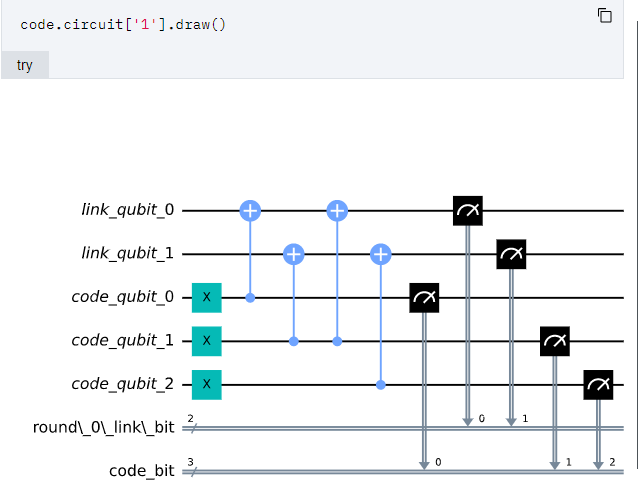 code.circuit['1'].draw()
try
link_qubit_0
link_qubit_1
code_qubit_0 X
code_qubit_1 X
code_qubit_2 X
round\_0\_link\_bit 2 0 1
code_bit 3 0 1 2